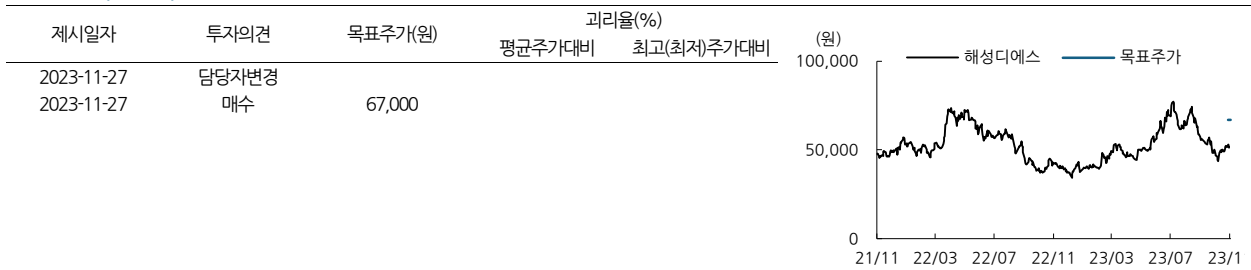 제시일자 투자의견 목표주가(원) 괴리율(%)
평균주가대비 최고(최저)주가대비
2023-11-27 담당자변경
2023-11-27 매수 67,000
(원)
해성디에스 목표주가
100,000
50,000
0
21/11 22/03 22/07 22/11 23/03 23/07 23/1